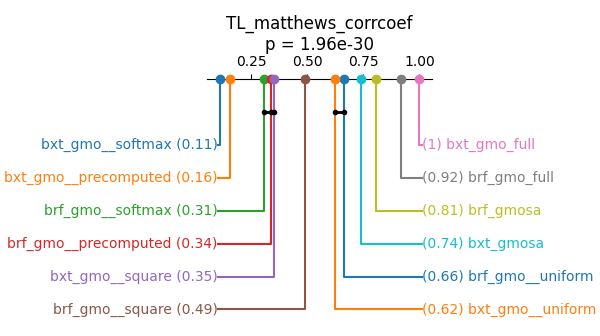 TL_matthews_corrcoef
p = 1.96e-30
0.25 0.50 0.75 1.00
bxt_gmo__softmax (0.11) (1) bxt_gmo_full
bxt_gmo__precomputed (0.16) (0.92) brf_gmo_full
brf_gmo__softmax (0.31) (0.81) brf_gmosa
brf_gmo__precomputed (0.34) (0.74) bxt_gmosa
bxt_gmo__square (0.35) (0.66) brf_gmo__uniform
brf_gmo__square (0.49) (0.62) bxt_gmo__uniform